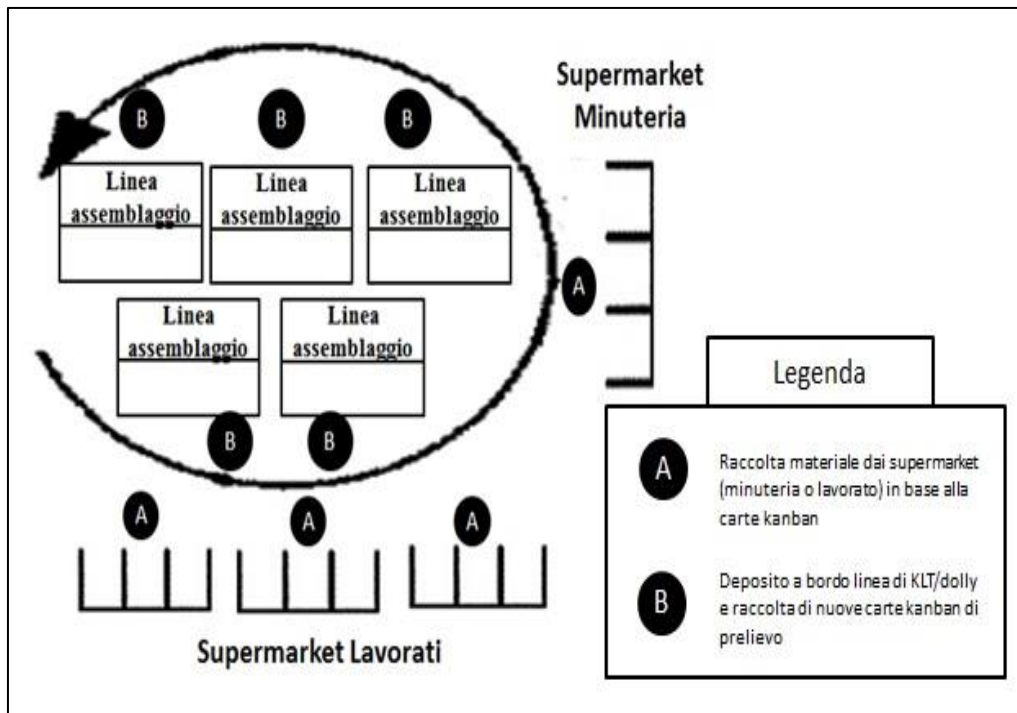 Supermarket
Minuteria
B
B
B
Linea
assemblaggio
Linea
assemblaggio
Linea
assemblaggio
A
Linea
assemblaggio
Linea
assemblaggio
B
B
A
A
A
Supermarket Lavorati
Legenda
A
Raccolta materiale dai supermarket
(minuteria o lavorato) in base alla
carte kanban
B
Deposito a bordo linea di KLT/dolly
e raccolta di nuove carte kanban di
prelievo